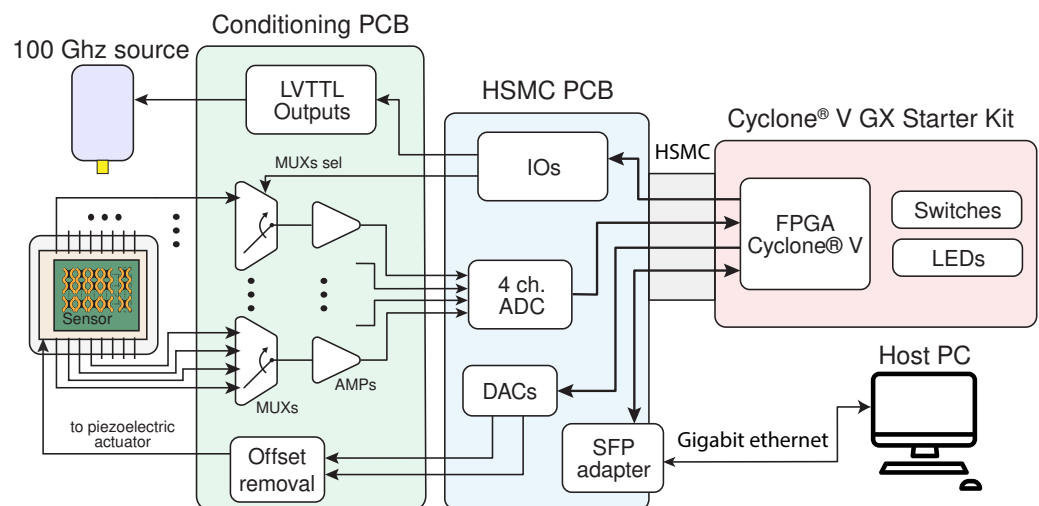 Conditioning PCB
100 Ghz source
LVTTL
Outputs
HSMC PCB
Cyclone® V GX Starter Kit
MUXs sel
IOs
HSMC
FPGA
Cyclone® V
Switches
LEDs
Sensor
4 ch.
ADC
AMPs
MUXs
DACs
Host PC
to piezoelectric
actuator
Offset
removal
SFP
adapter
Gigabit ethernet